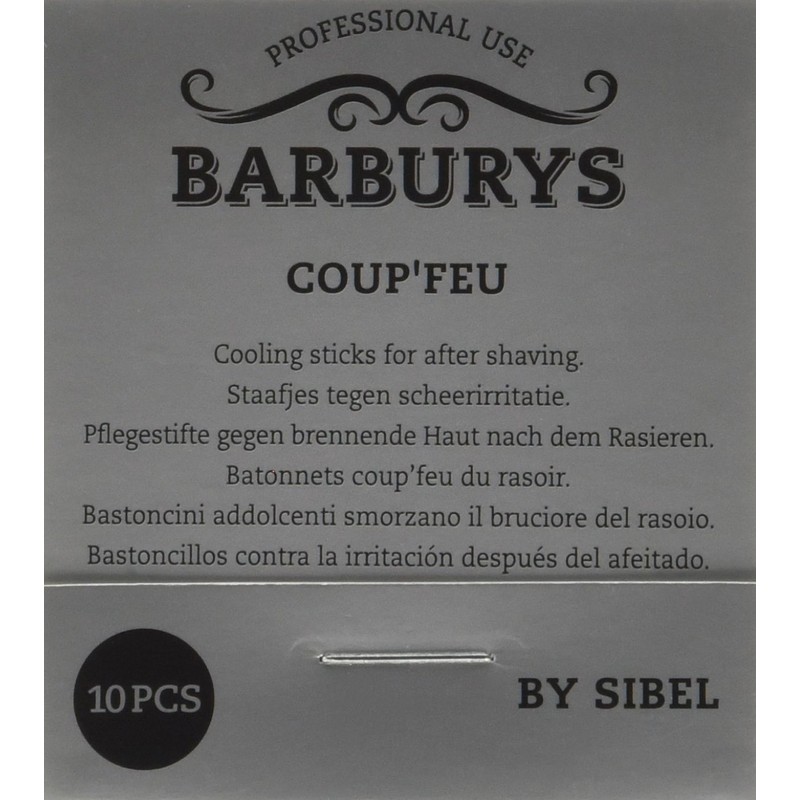 PROFESSIONAL USE
BARBURYS
COUP'FEU
Cooling sticks for after shaving.
Staafjes tegen scheerirritatie.
Pflegestifte gegen brennende Haut nach dem Rasieren.
Batonnets coup’feu du rasoir.
Bastoncini addolcenti smorzano il bruciore del rasoio.
Bastoncillos contra la irritación después del afeitado.
10 PCS
BY SIBEL